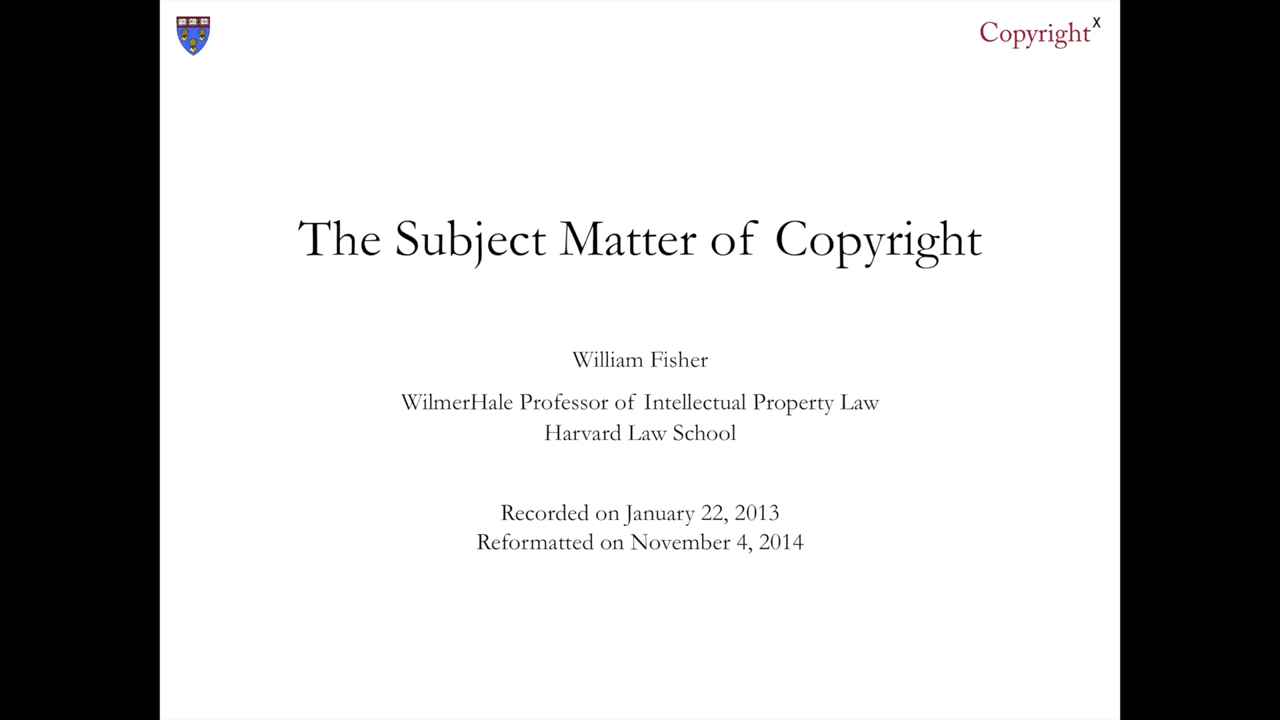 Copyright^x
The Subject Matter of Copyright
William Fisher
WilmerHale Professor of Intellectual Property Law
Harvard Law School
Recorded on January 22, 2013
Reformatted on November 4, 2014